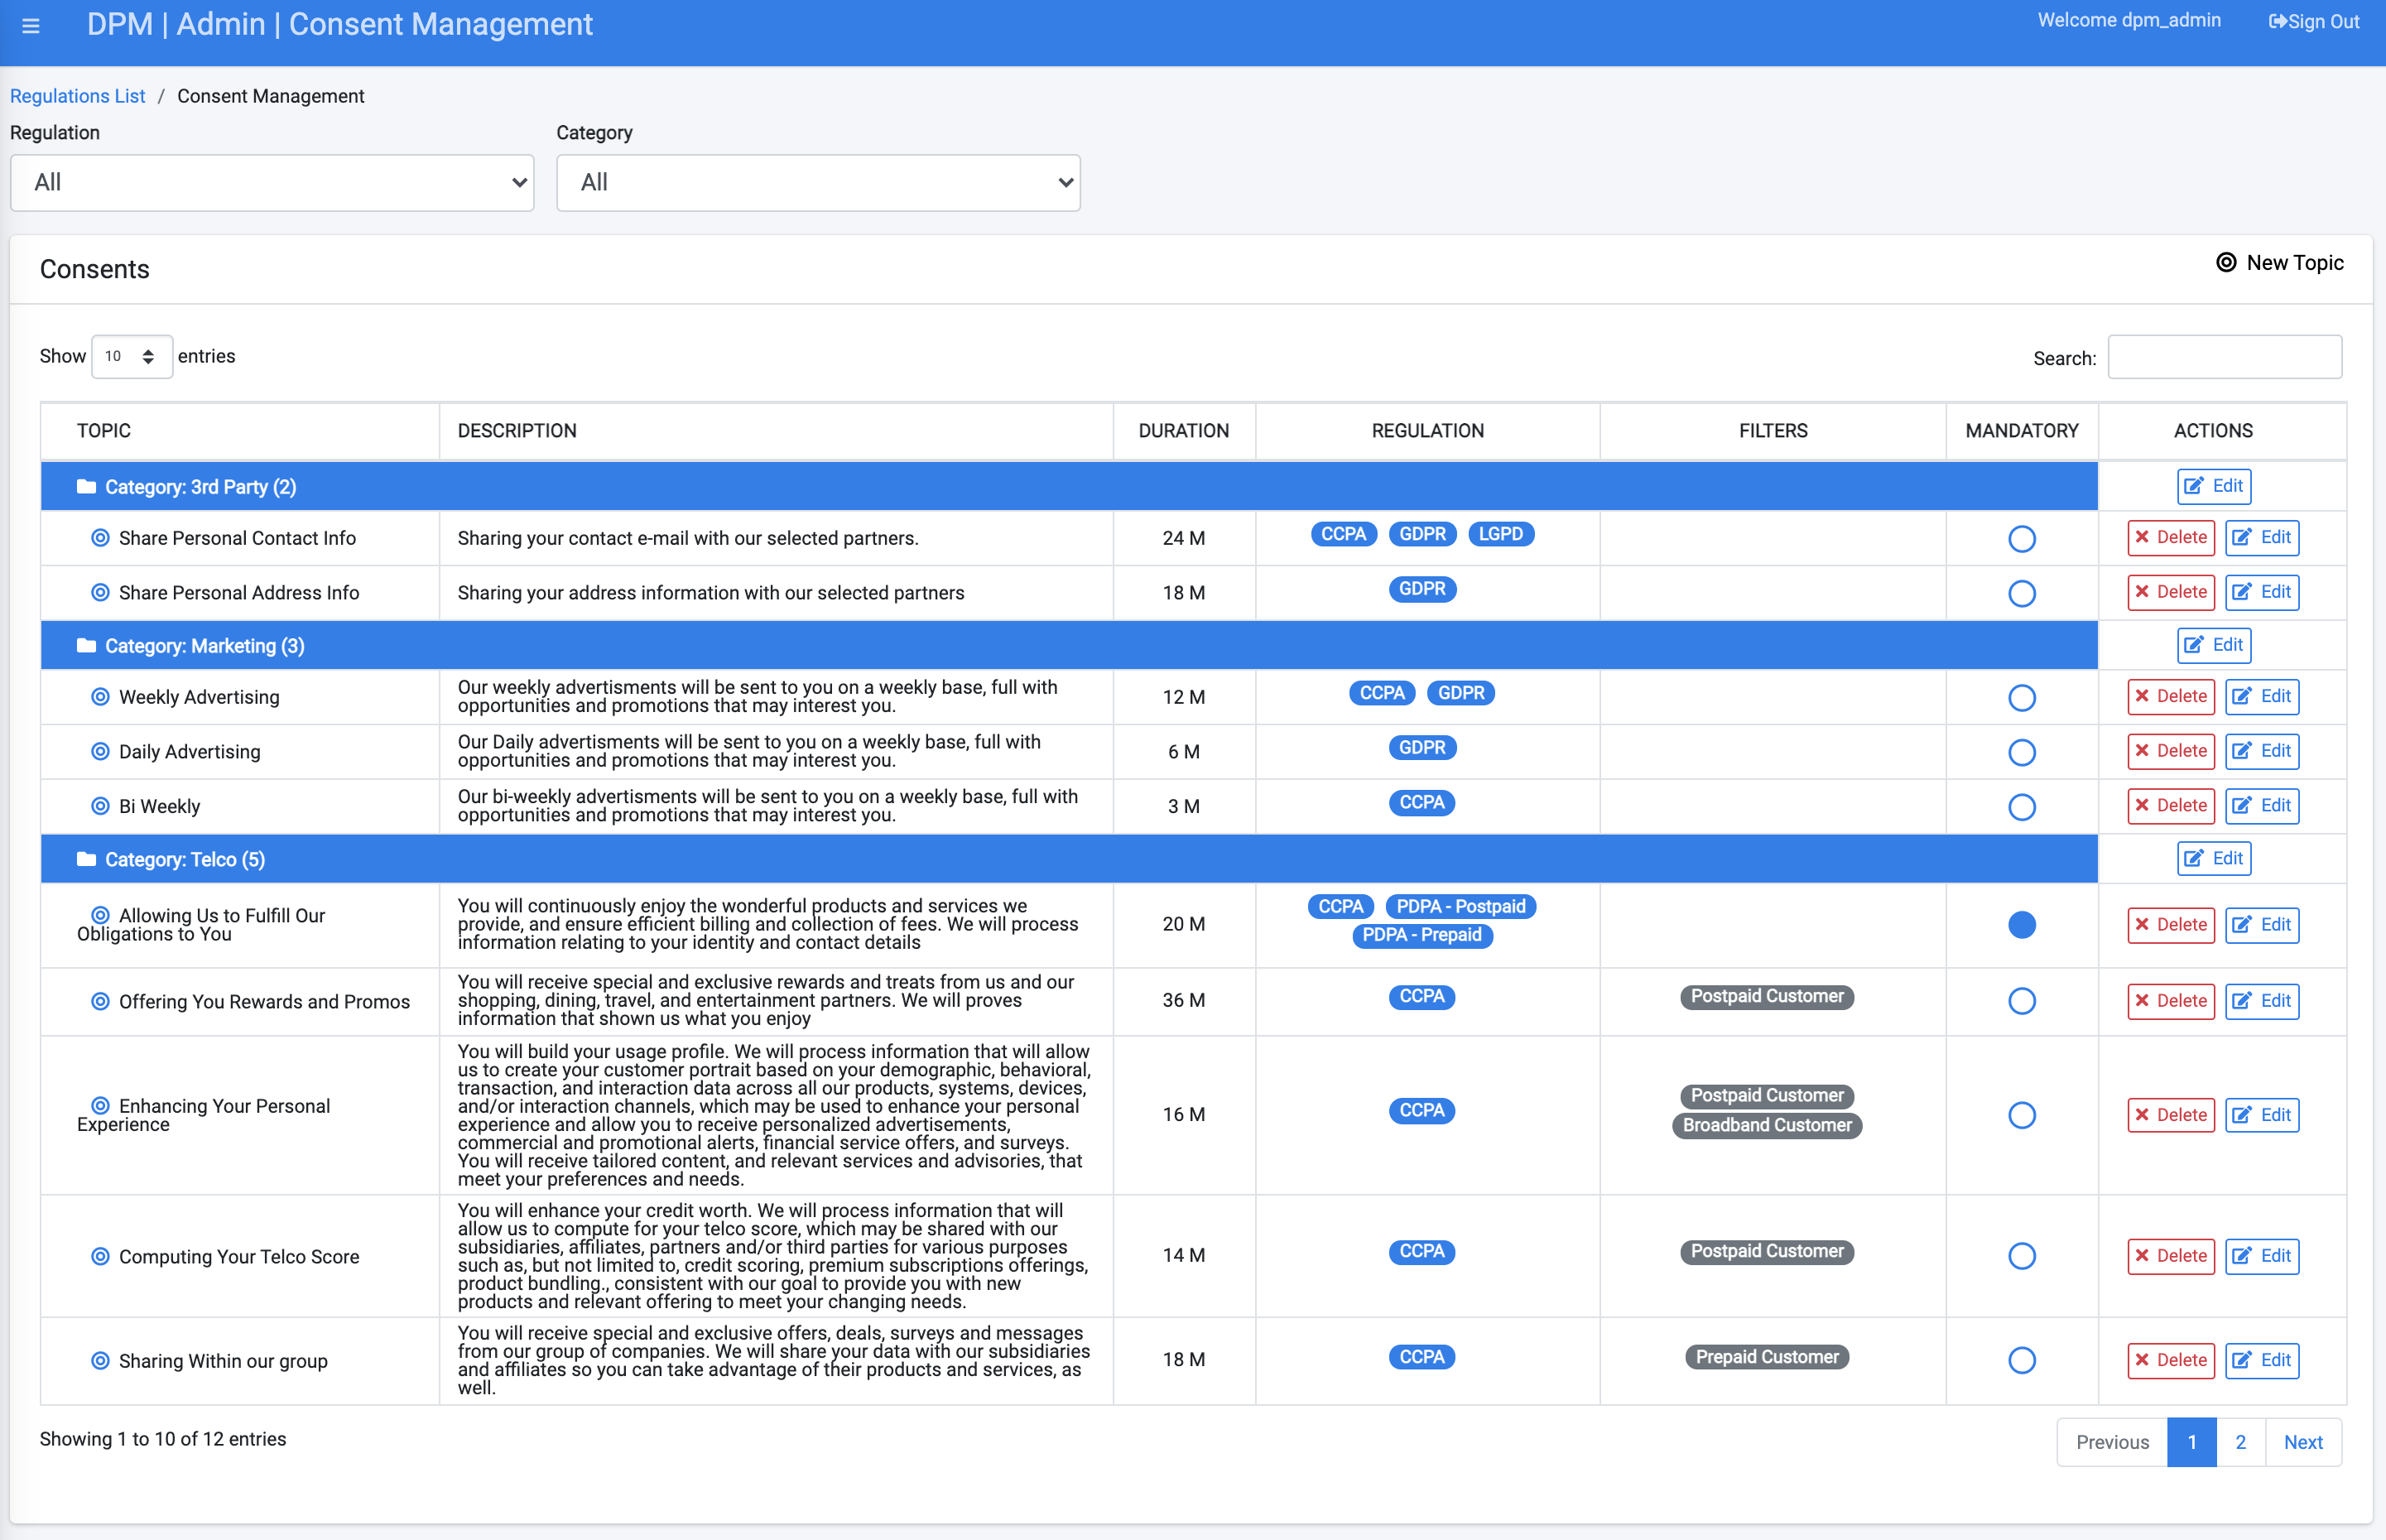 DPM | Admin | Consent Management
Welcome dpm_admin
Sign Out
Regulations List / Consent Management
Regulation
Category
All
All
Consents
New Topic
Show 10 entries
Search:
TOPIC DESCRIPTION DURATION REGULATION FILTERS MANDATORY ACTIONS
Category: 3rd Party (2) Edit
Share Personal Contact Info Sharing your contact e-mail with our selected partners. 24 M CCPA GDPR LGPD Delete Edit
Share Personal Address Info Sharing your address information with our selected partners 18 M GDPR Delete Edit
Category: Marketing (3) Edit
Weekly Advertising
Our weekly advertisments will be sent to you on a weekly base, full with
opportunities and promotions that may interest you.
12 M CCPA GDPR Delete Edit
Daily Advertising
Our Daily advertisments will be sent to you on a weekly base, full with
opportunities and promotions that may interest you.
6 M GDPR Delete Edit
Bi Weekly
Our bi-weekly advertisments will be sent to you on a weekly base, full with
opportunities and promotions that may interest you.
3 M CCPA Delete Edit
Category: Telco (5) Edit
Allowing Us to Fulfill Our
Obligations to You
You will continuously enjoy the wonderful products and services we
provide, and ensure efficient billing and collection of fees. We will process
information relating to your identity and contact details
20 M
CCPA PDPA - Postpaid
PDPA - Prepaid
Delete Edit
Offering You Rewards and Promos
You will receive special and exclusive rewards and treats from us and our
shopping, dining, travel, and entertainment partners. We will proves
information that shown us what you enjoy
36 M CCPA Postpaid Customer Delete Edit
Enhancing Your Personal
Experience
You will build your usage profile. We will process information that will allow
us to create your customer portrait based on your demographic, behavioral,
transaction, and interaction data across all our products, systems, devices,
and/or interaction channels, which may be used to enhance your personal
experience and allow you to receive personalized advertisements,
commercial and promotional alerts, financial service offers, and surveys.
You will receive tailored content, and relevant services and advisories, that
meet your preferences and needs.
16 M CCPA
Postpaid Customer
Broadband Customer
Delete Edit
Computing Your Telco Score
You will enhance your credit worth. We will process information that will
allow us to compute for your telco score, which may be shared with our
subsidiaries, affiliates, partners and/or third parties for various purposes
such as, but not limited to, credit scoring, premium subscriptions offerings,
product bundling., consistent with our goal to provide you with new
products and relevant offering to meet your changing needs.
14 M CCPA Postpaid Customer Delete Edit
Sharing Within our group
You will receive special and exclusive offers, deals, surveys and messages
from our group of companies. We will share your data with our subsidiaries
and affiliates so you can take advantage of their products and services, as
well.
18 M CCPA Prepaid Customer Delete Edit
Showing 1 to 10 of 12 entries
Previous 1 2 Next